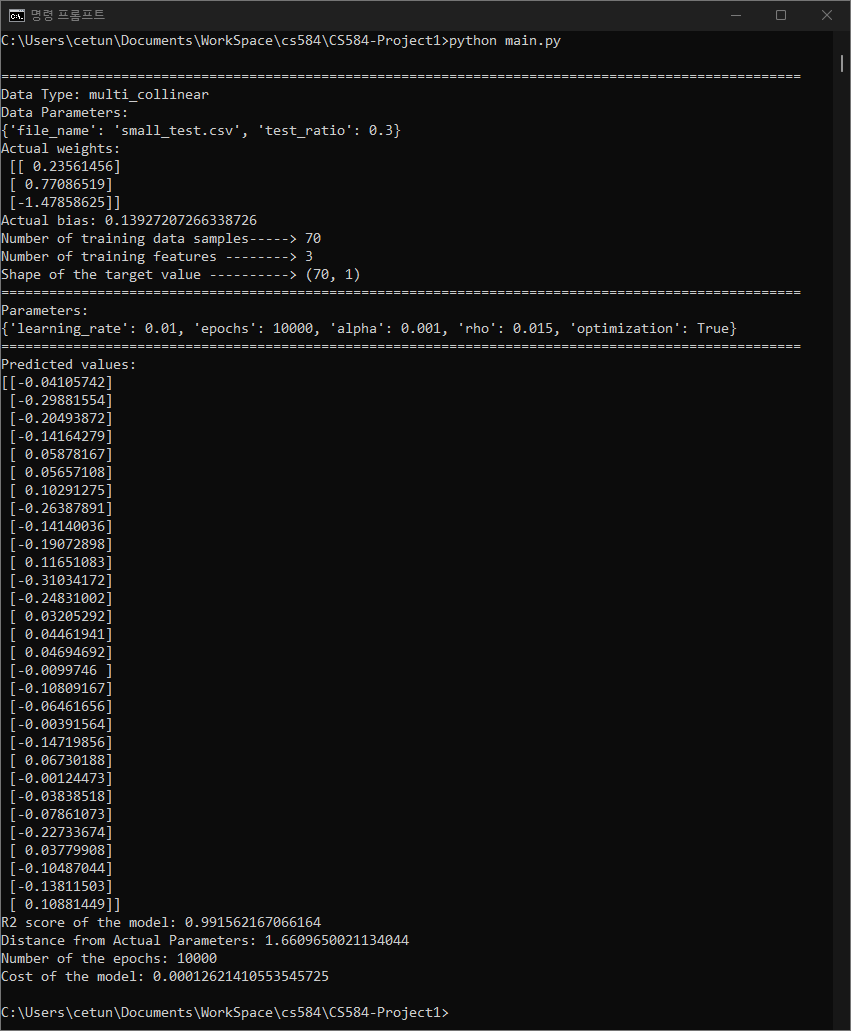 명령 프롬프트
C:\Users\cetun\Documents\WorkSpace\cs584\CS584-Project1>python main.py
====================================================================================================
Data Type: multi_collinear
Data Parameters:
{'file_name': 'small_test.csv', 'test_ratio': 0.3}
Actual weights:
 [[ 0.23561456]
 [ 0.77086519]
 [-1.47858625]]
Actual bias: 0.13927207266338726
Number of training data samples-----> 70
Number of training features --------> 3
Shape of the target value ----------> (70, 1)
====================================================================================================
Parameters:
{'learning_rate': 0.01, 'epochs': 10000, 'alpha': 0.001, 'rho': 0.015, 'optimization': True}
====================================================================================================
Predicted values:
[[-0.04105742]
 [-0.29881554]
 [-0.20493872]
 [-0.14164279]
 [ 0.05878167]
 [ 0.05657108]
 [ 0.10291275]
 [-0.26387891]
 [-0.14140036]
 [-0.19072898]
 [ 0.11651083]
 [-0.31034172]
 [-0.24831002]
 [ 0.03205292]
 [ 0.04461941]
 [ 0.04694692]
 [-0.0099746 ]
 [-0.10809167]
 [-0.06461656]
 [-0.00391564]
 [-0.14719856]
 [ 0.06730188]
 [-0.00124473]
 [-0.03838518]
 [-0.07861073]
 [-0.22733674]
 [ 0.03779908]
 [-0.10487044]
 [-0.13811503]
 [ 0.10881449]]
R2 score of the model: 0.991562167066164
Distance from Actual Parameters: 1.6609650021134044
Number of the epochs: 10000
Cost of the model: 0.00012621410553545725
C:\Users\cetun\Documents\WorkSpace\cs584\CS584-Project1>